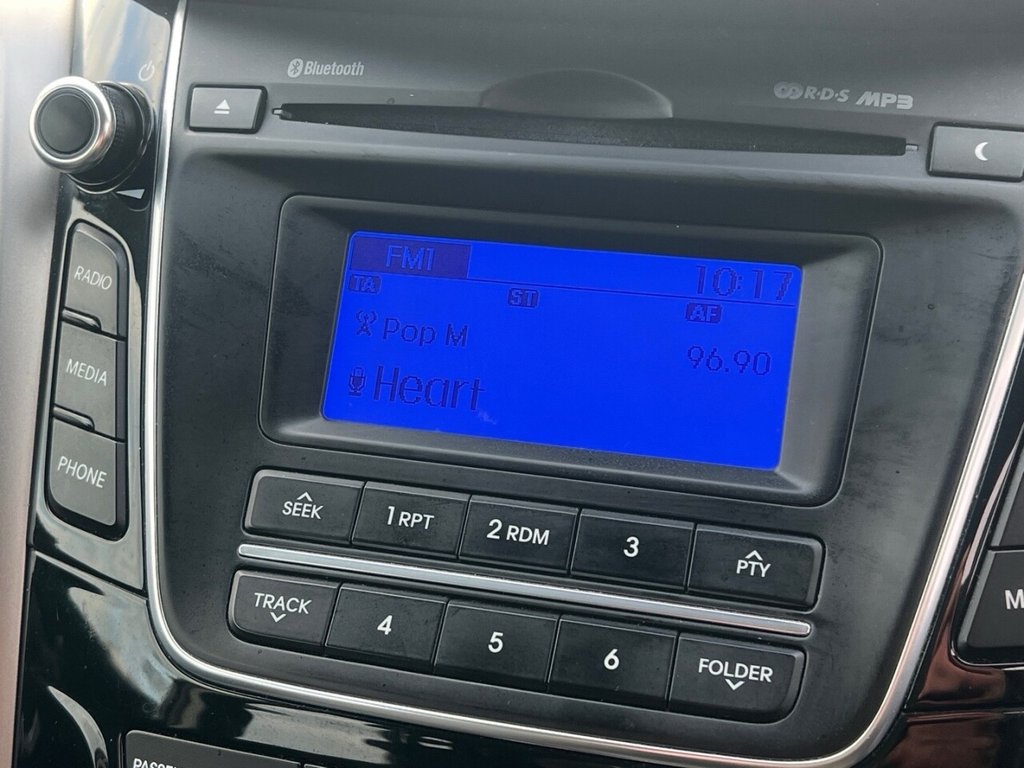 Bluetooth
R·D·S MP3
RADIO
MEDIA
PHONE
FM1
10:17
TA
ST
AF
Pop M
96.90
Heart
SEEK
1 RPT
2 RDM
3
PTY
TRACK
4
5
6
FOLDER